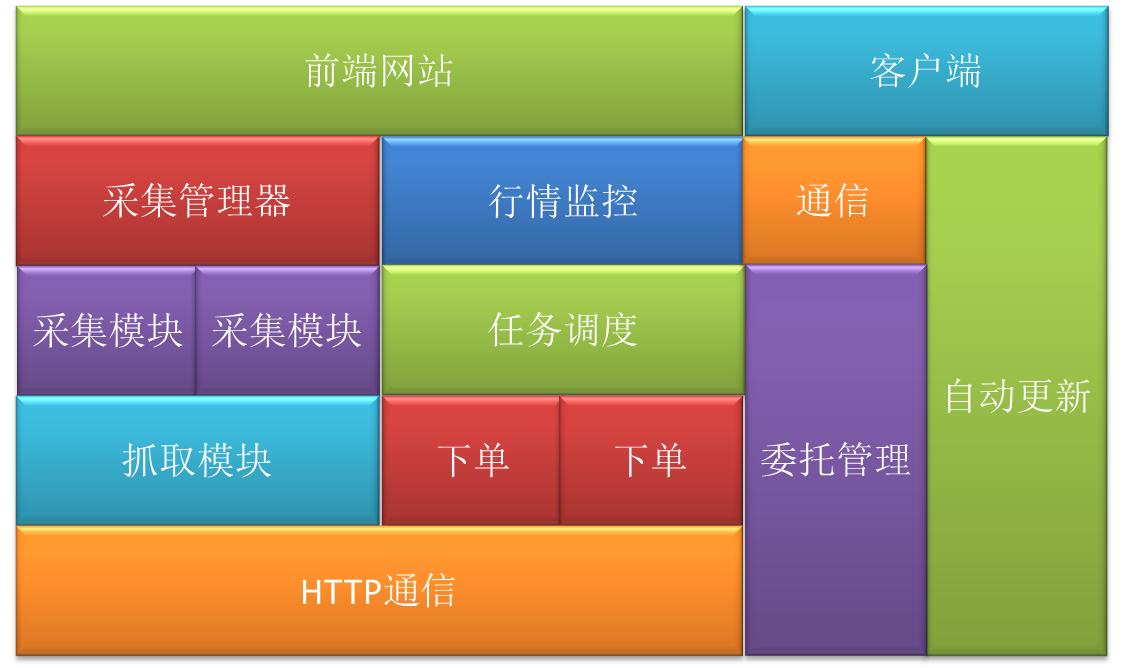 前端网站
客户端
采集管理器
行情监控
通信
采集模块
采集模块
任务调度
自动更新
抓取模块
下单
下单
委托管理
HTTP通信